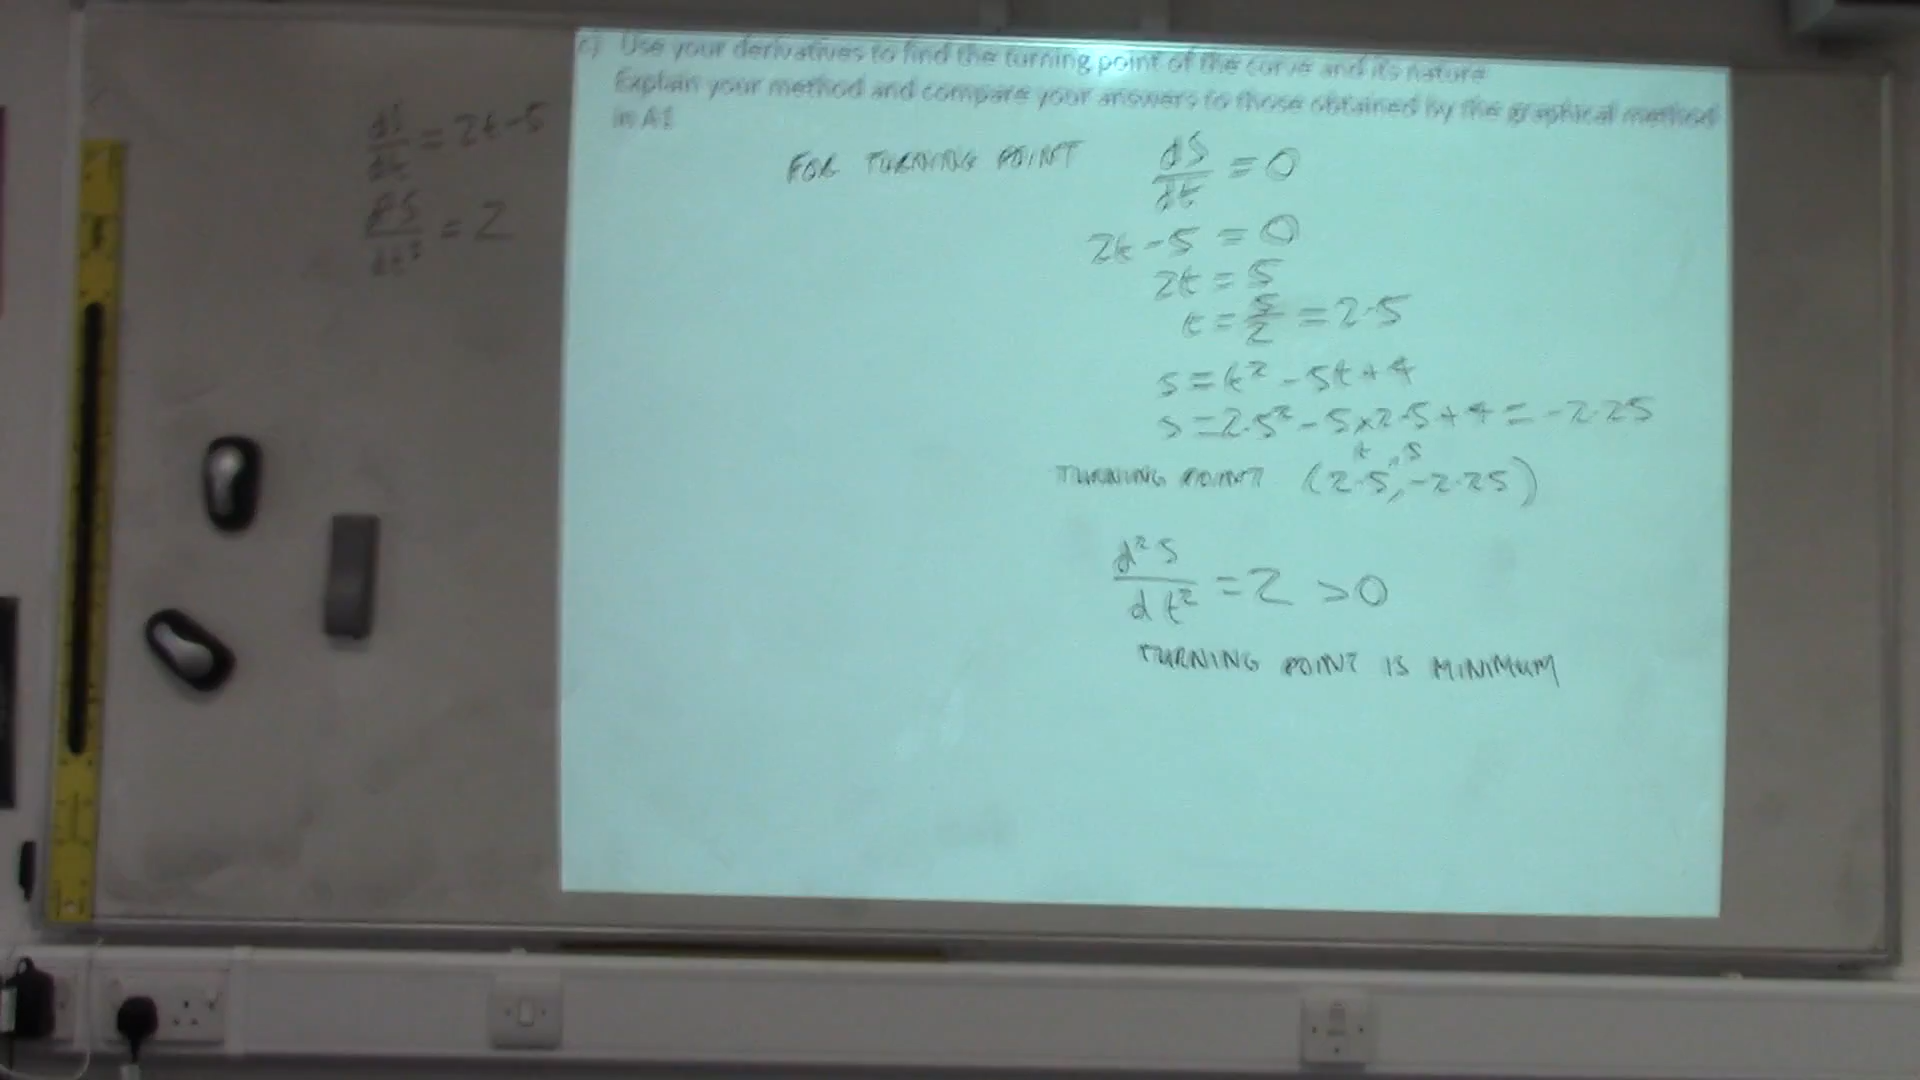 c) Use your derivatives to find the turning point of the curve and its nature
Explain your method and compare your answers to those obtained by the graphical method
in A1
dS/dt = 2t-5
d²S/dt² = 2
FOR TURNING POINT dS/dt = 0
2t - 5 = 0
2t = 5
t = 5/2 = 2.5
s = t² - 5t + 4
s = 2.5² - 5×2.5 + 4 = -2.25
t , s
TURNING POINT (2.5, -2.25)
d²s/dt² = 2 > 0
TURNING POINT IS MINIMUM